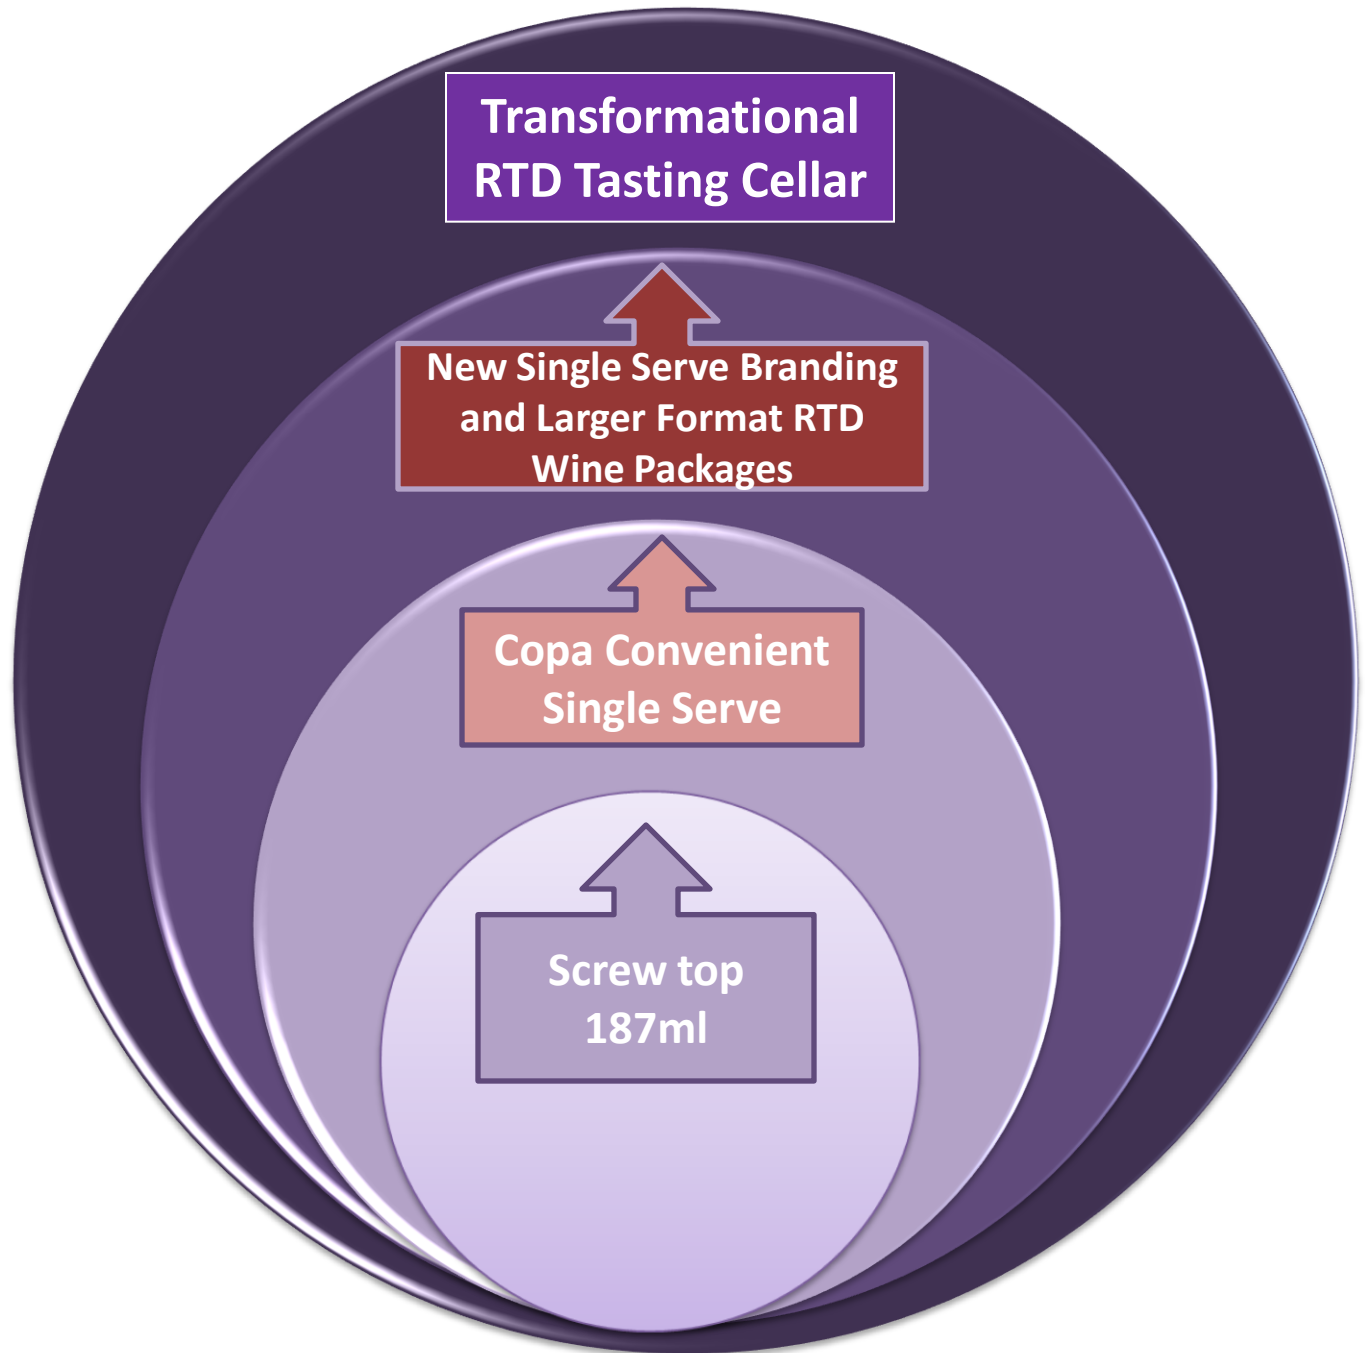 Transformational
RTD Tasting Cellar
New Single Serve Branding
and Larger Format RTD
Wine Packages
Copa Convenient
Single Serve
Screw top
187ml